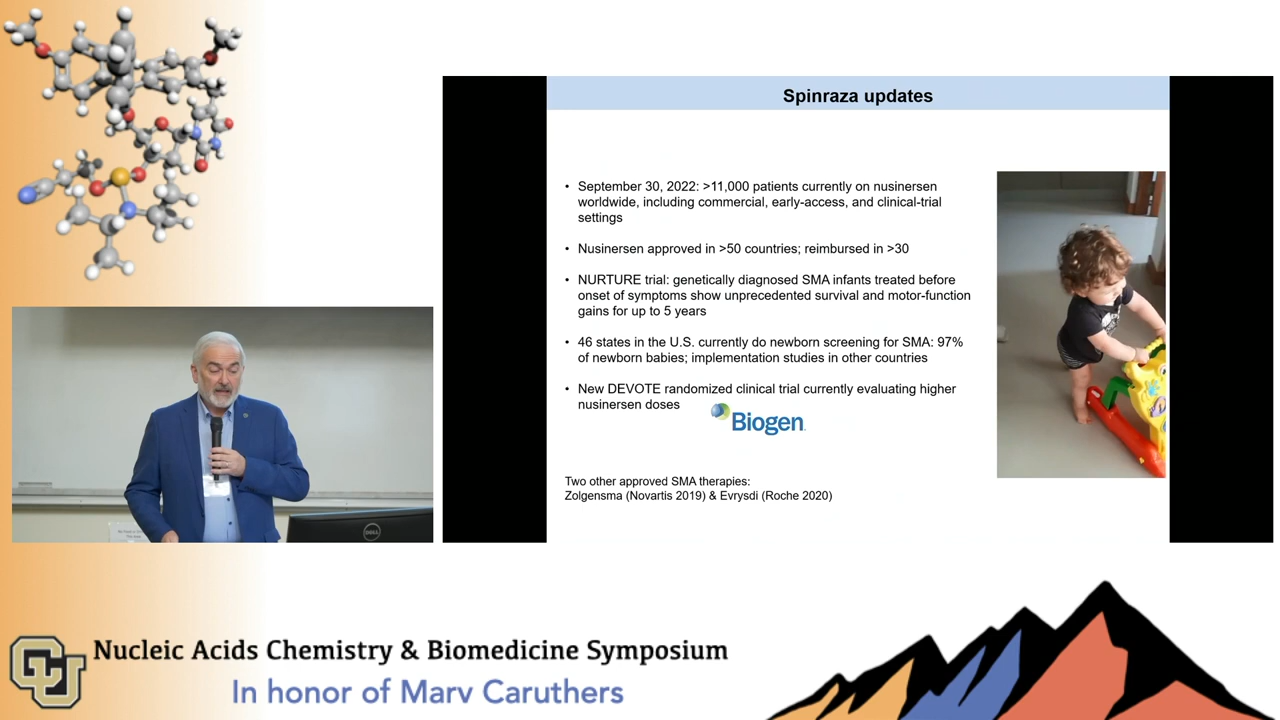 Spinraza updates
• September 30, 2022: >11,000 patients currently on nusinersen
worldwide, including commercial, early-access, and clinical-trial
settings
• Nusinersen approved in >50 countries; reimbursed in >30
• NURTURE trial: genetically diagnosed SMA infants treated before
onset of symptoms show unprecedented survival and motor-function
gains for up to 5 years
• 46 states in the U.S. currently do newborn screening for SMA: 97%
of newborn babies; implementation studies in other countries
• New DEVOTE randomized clinical trial currently evaluating higher
nusinersen doses
Biogen
Two other approved SMA therapies:
Zolgensma (Novartis 2019) & Evrysdi (Roche 2020)
DELL
CU
Nucleic Acids Chemistry & Biomedicine Symposium
In honor of Marv Caruthers